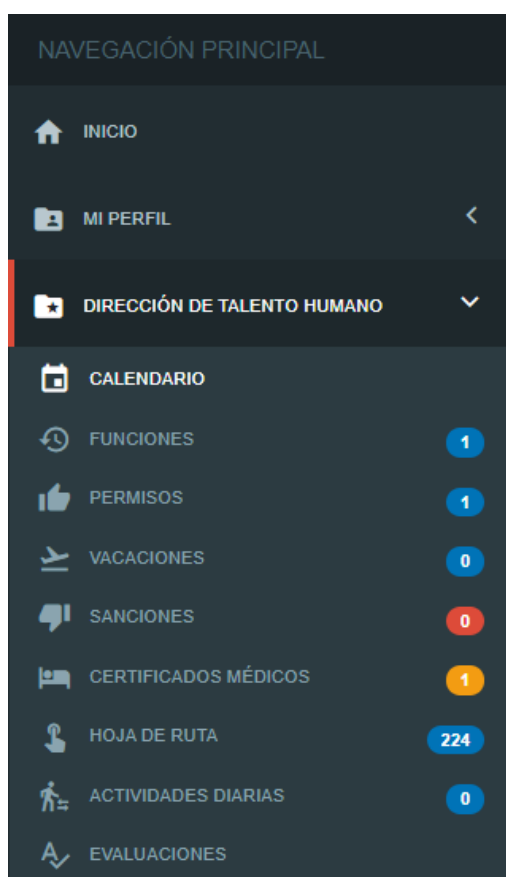 NAVEGACIÓN PRINCIPAL
INICIO
MI PERFIL
DIRECCIÓN DE TALENTO HUMANO
CALENDARIO
FUNCIONES 1
PERMISOS 1
VACACIONES 0
SANCIONES 0
CERTIFICADOS MÉDICOS 1
HOJA DE RUTA 224
ACTIVIDADES DIARIAS 0
EVALUACIONES